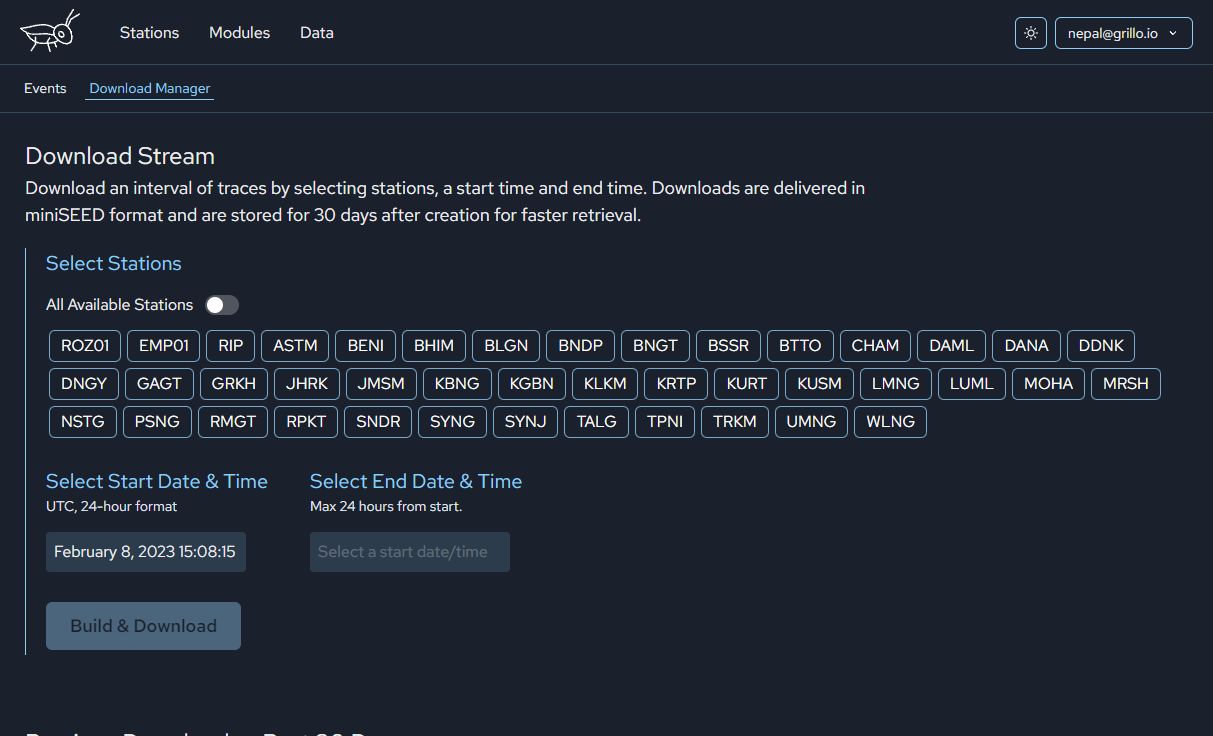 Stations Modules Data nepal@grillo.io
Events Download Manager
Download Stream
Download an interval of traces by selecting stations, a start time and end time. Downloads are delivered in
miniSEED format and are stored for 30 days after creation for faster retrieval.
Select Stations
All Available Stations
ROZ01 EMP01 RIP ASTM BENI BHIM BLGN BNDP BNGT BSSR BTTO CHAM DAML DANA DDNK
DNGY GAGT GRKH JHRK JMSM KBNG KGBN KLKM KRTP KURT KUSM LMNG LUML MOHA MRSH
NSTG PSNG RMGT RPKT SNDR SYNG SYNJ TALG TPNI TRKM UMNG WLNG
Select Start Date & Time Select End Date & Time
UTC, 24-hour format Max 24 hours from start.
February 8, 2023 15:08:15 Select a start date/time
Build & Download